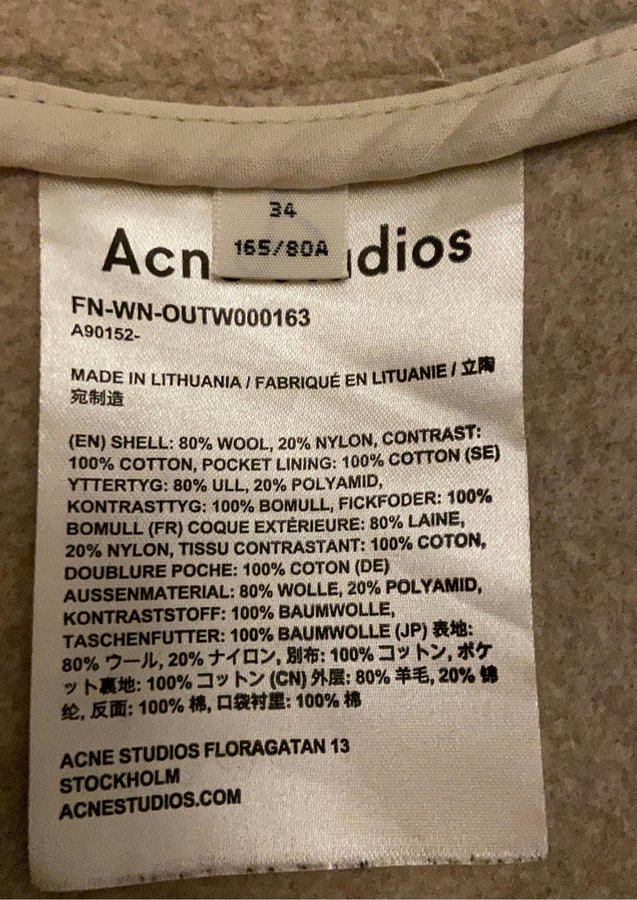 34
165/80A
Acn dios
FN-WN-OUTW000163
A90152-
MADE IN LITHUANIA / FABRIQUÉ EN LITUANIE / 立陶
宛制造
(EN) SHELL: 80% WOOL, 20% NYLON, CONTRAST:
100% COTTON, POCKET LINING: 100% COTTON (SE)
YTTERTYG: 80% ULL, 20% POLYAMID,
KONTRASTTYG: 100% BOMULL, FICKFODER: 100%
BOMULL (FR) COQUE EXTÉRIEURE: 80% LAINE,
20% NYLON, TISSU CONTRASTANT: 100% COTON,
DOUBLURE POCHE: 100% COTON (DE)
AUSSENMATERIAL: 80% WOLLE, 20% POLYAMID,
KONTRASTSTOFF: 100% BAUMWOLLE,
TASCHENFUTTER: 100% BAUMWOLLE (JP) 表地:
80% ウール, 20% ナイロン, 別布: 100% コットン, ポケ
ット裏地: 100% コットン (CN) 外層: 80% 羊毛, 20% 锦
纶, 反面: 100% 棉, 口袋衬里: 100% 棉
ACNE STUDIOS FLORAGATAN 13
STOCKHOLM
ACNESTUDIOS.COM